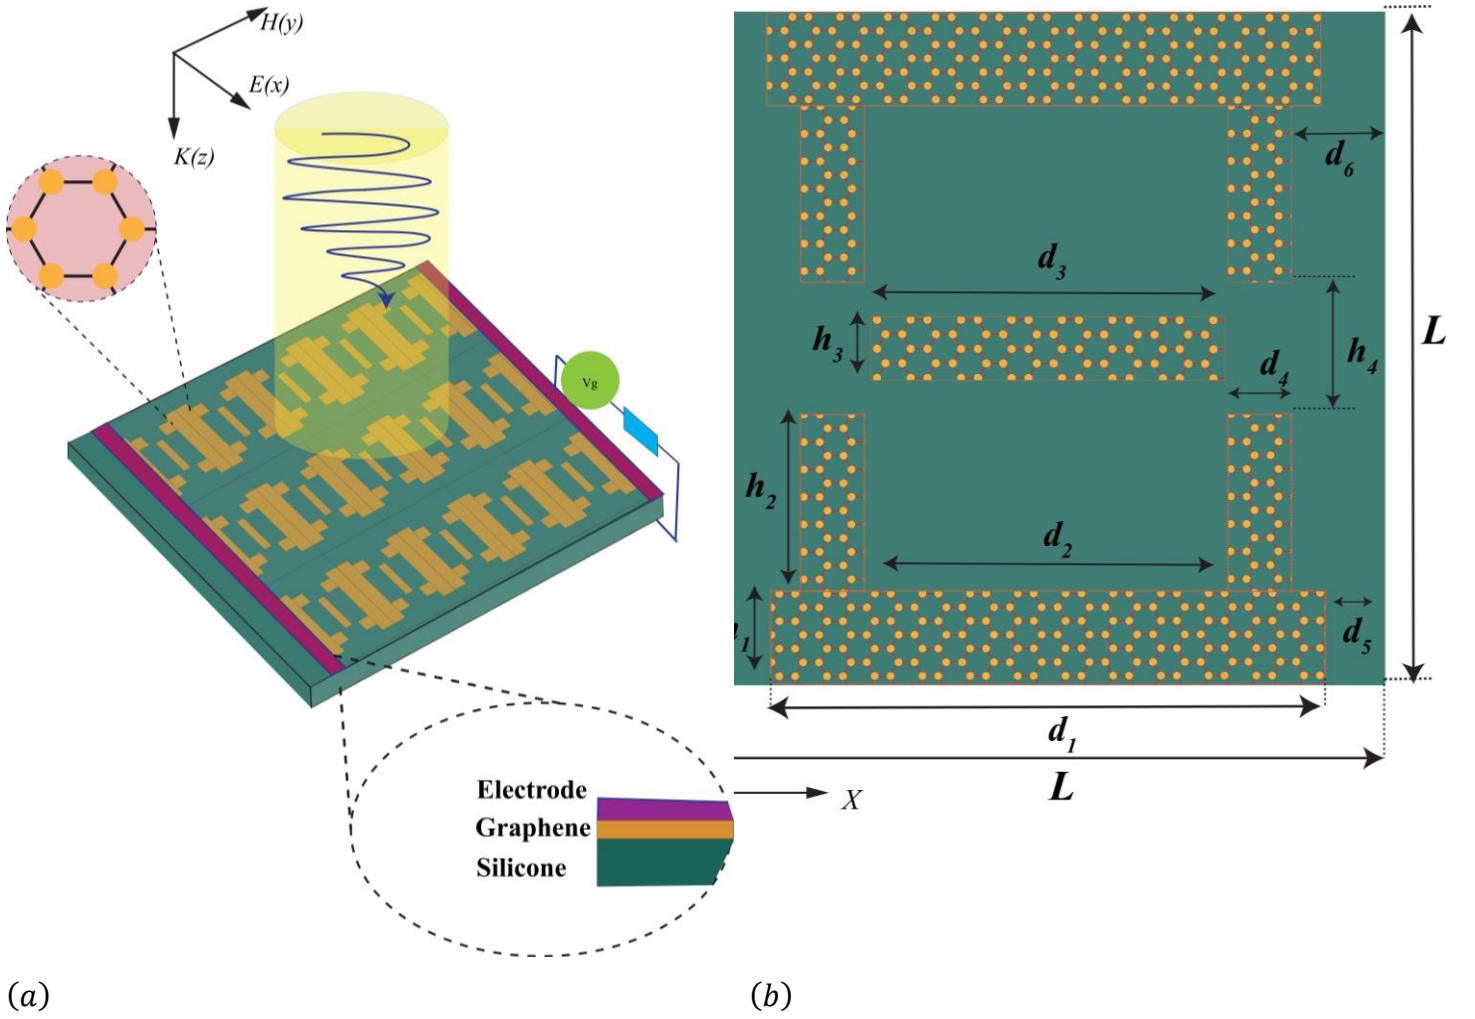 H(y)
E(x)
K(z)
Vg
Electrode
Graphene
Silicone
(a)
d6
d3
h3
d4
h4
L
h2
d2
d5
d1
L
X
(b)